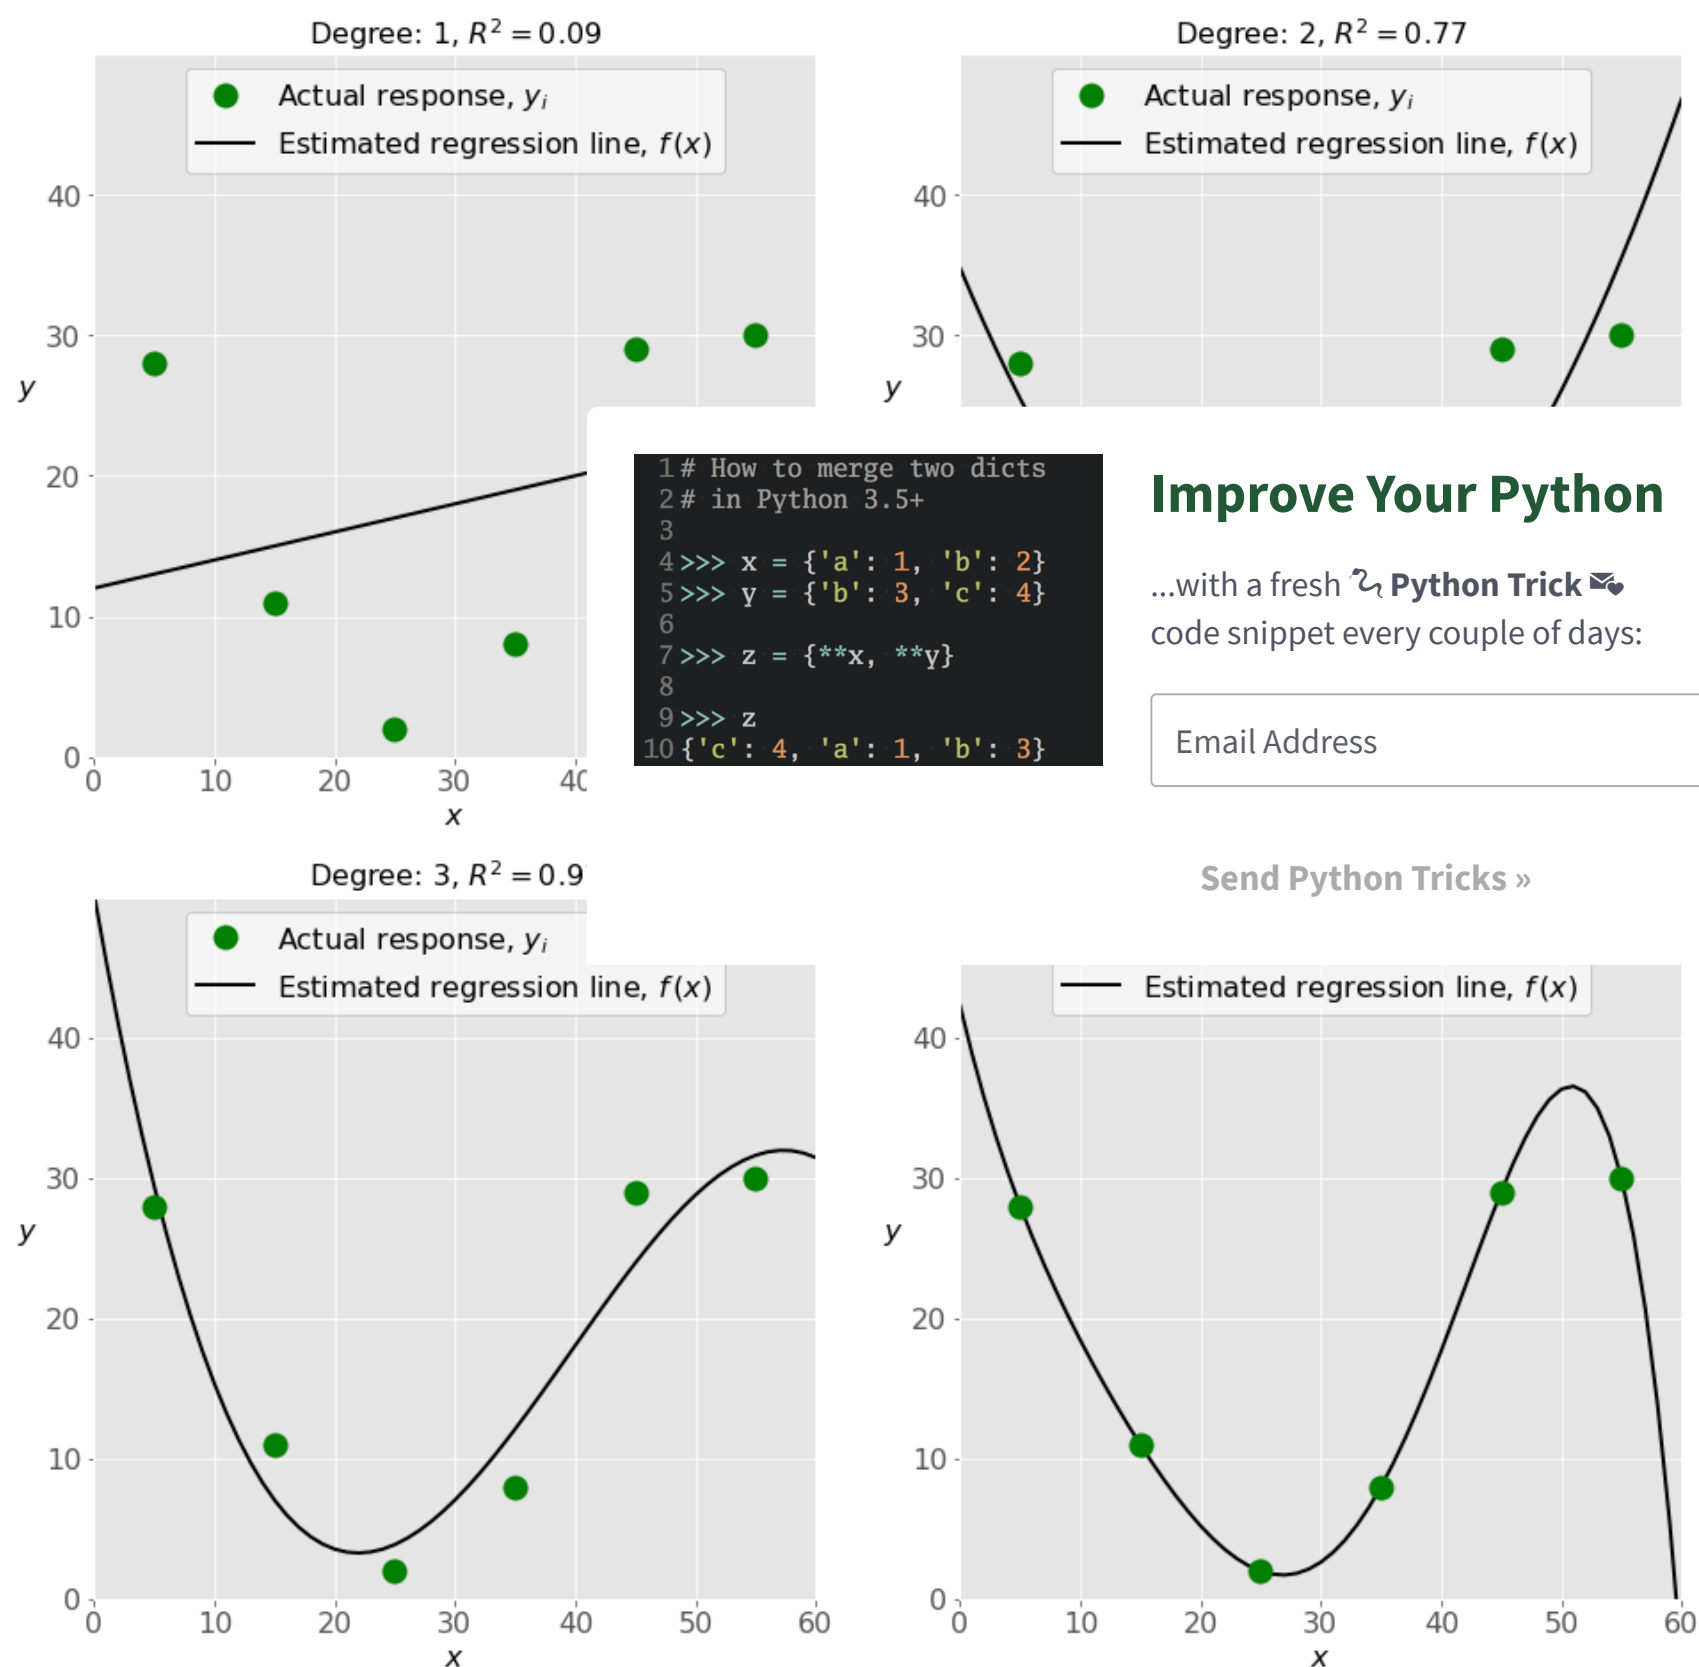 Degree: 1, R² = 0.09
Actual response, yᵢ
Estimated regression line, f(x)
40
30
y
20
10
0
0 10 20 30 40
x
Degree: 2, R² = 0.77
Actual response, yᵢ
Estimated regression line, f(x)
40
30
y
1 # How to merge two dicts
2 # in Python 3.5+
3
4 >>> x = {'a': 1, 'b': 2}
5 >>> y = {'b': 3, 'c': 4}
6
7 >>> z = {**x, **y}
8
9 >>> z
10 {'c': 4, 'a': 1, 'b': 3}
Improve Your Python
...with a fresh Python Trick
code snippet every couple of days:
Email Address
Send Python Tricks »
Degree: 3, R² = 0.9
Actual response, yᵢ
Estimated regression line, f(x)
40
30
y
20
10
0
0 10 20 30 40 50 60
x
Estimated regression line, f(x)
40
30
y
20
10
0
0 10 20 30 40 50 60
x